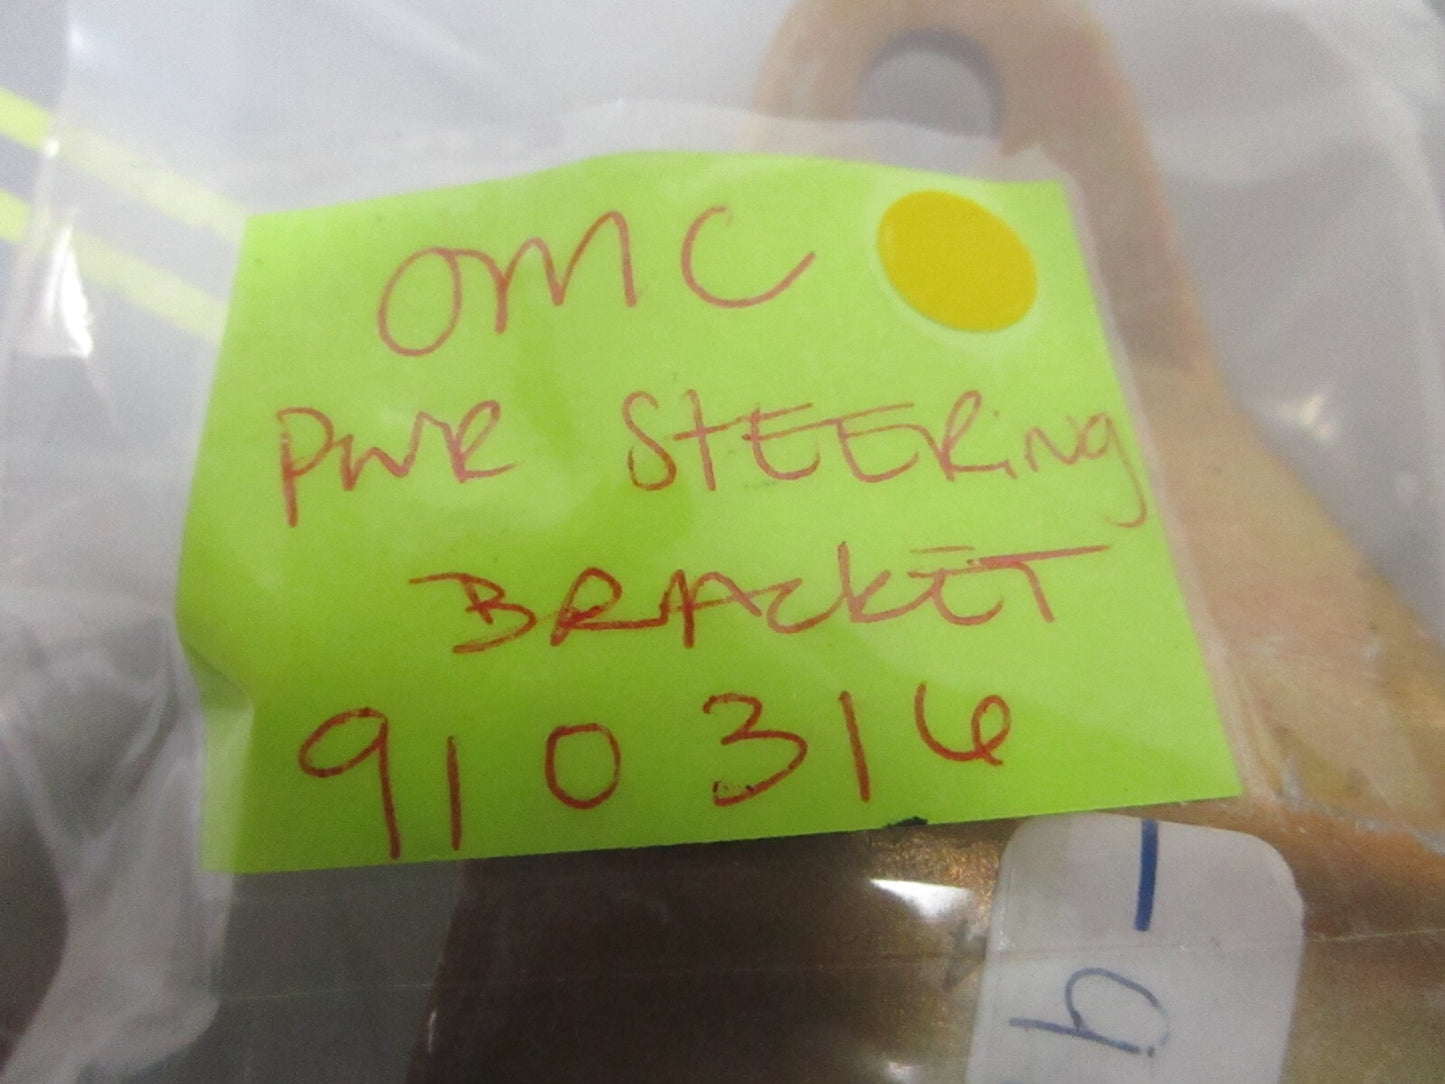 OMC
PWR STEERiNg
BRACKET
910316